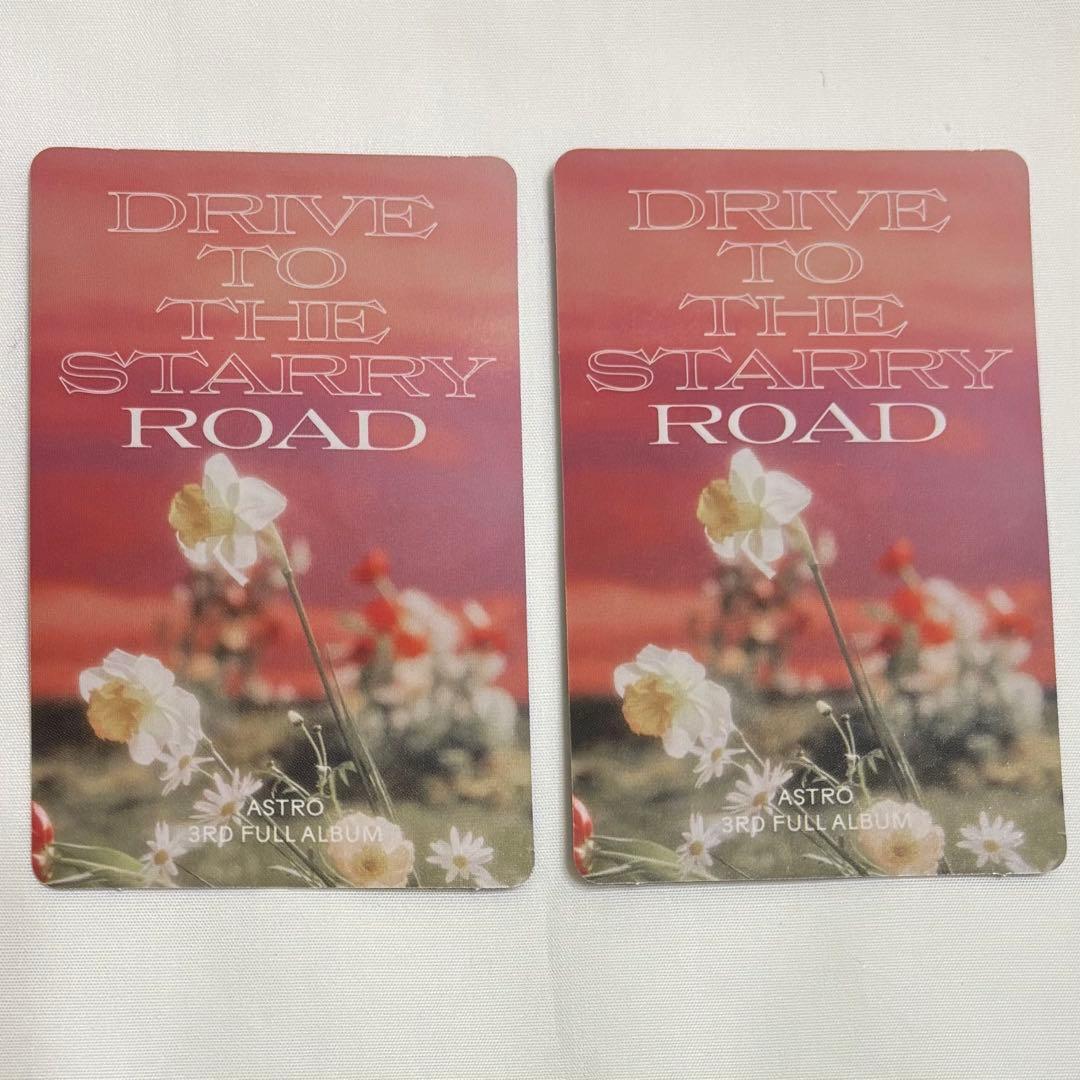 DRIVE
TO
THE
STARRY
ROAD
ASTRO
3RD FULL ALBUM
DRIVE
TO
THE
STARRY
ROAD
ASTRO
3RD FULL ALBUM